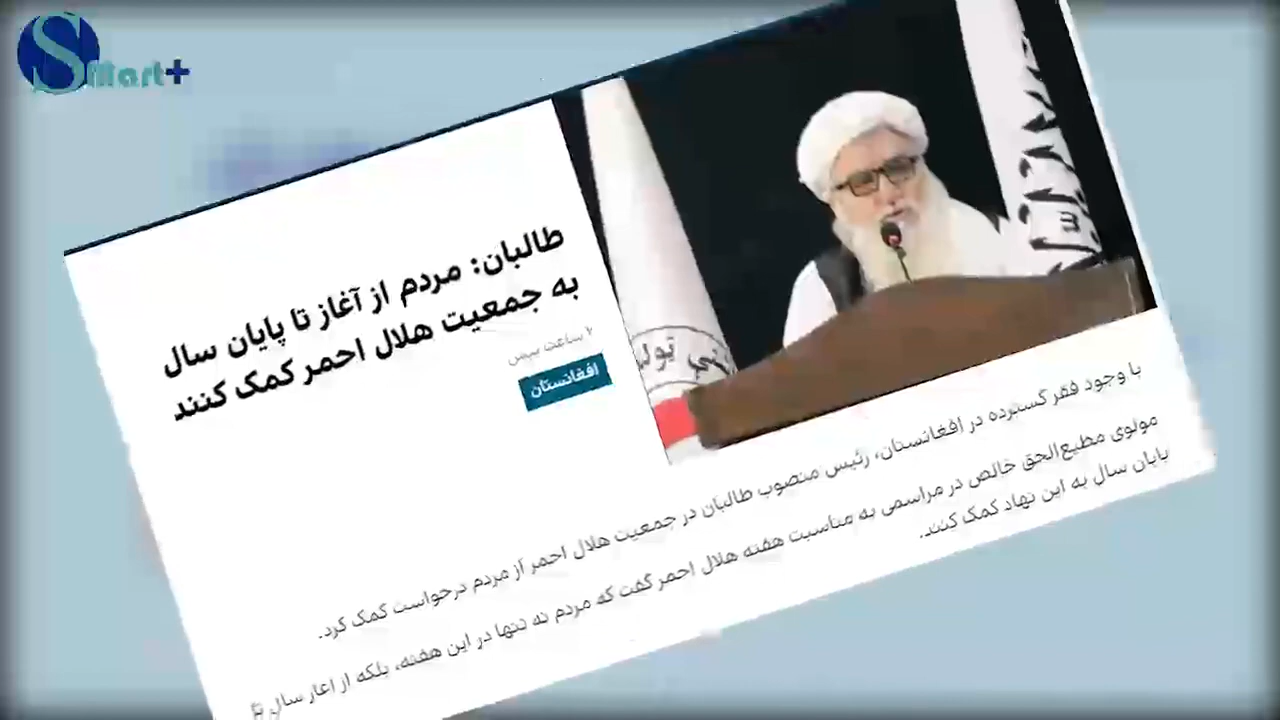 Smart+
طالبان: مردم از آغاز تا پایان سال
به جمعیت هلال احمر کمک کنند
۲ ساعت پیش
افغانستان
با وجود فقر گسترده در افغانستان، رئیس منصوب طالبان در جمعیت هلال احمر از مردم درخواست کمک کرد.
مولوی مطیع‌الحق خالص در مراسمی به مناسبت هفته هلال احمر گفت که مردم نه تنها در این هفته، بلکه از آغاز سال تا
پایان سال به این نهاد کمک کنند.